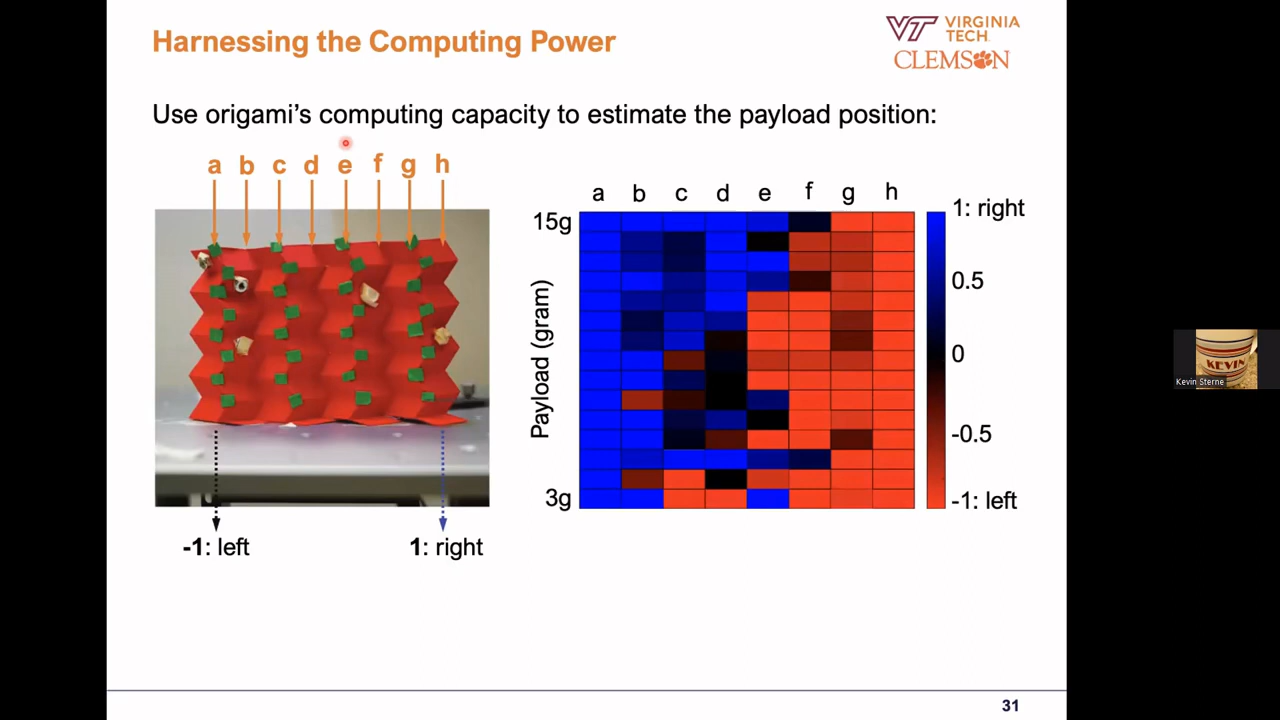 Harnessing the Computing Power
VIRGINIA
TECH
CLEMSON
Use origami's computing capacity to estimate the payload position:
a b c d e f g h
a b c d e f g h
15g
Payload (gram)
3g
1: right
0.5
0
-0.5
-1: left
-1: left
1: right
KEVIN
Kevin Sterne
31